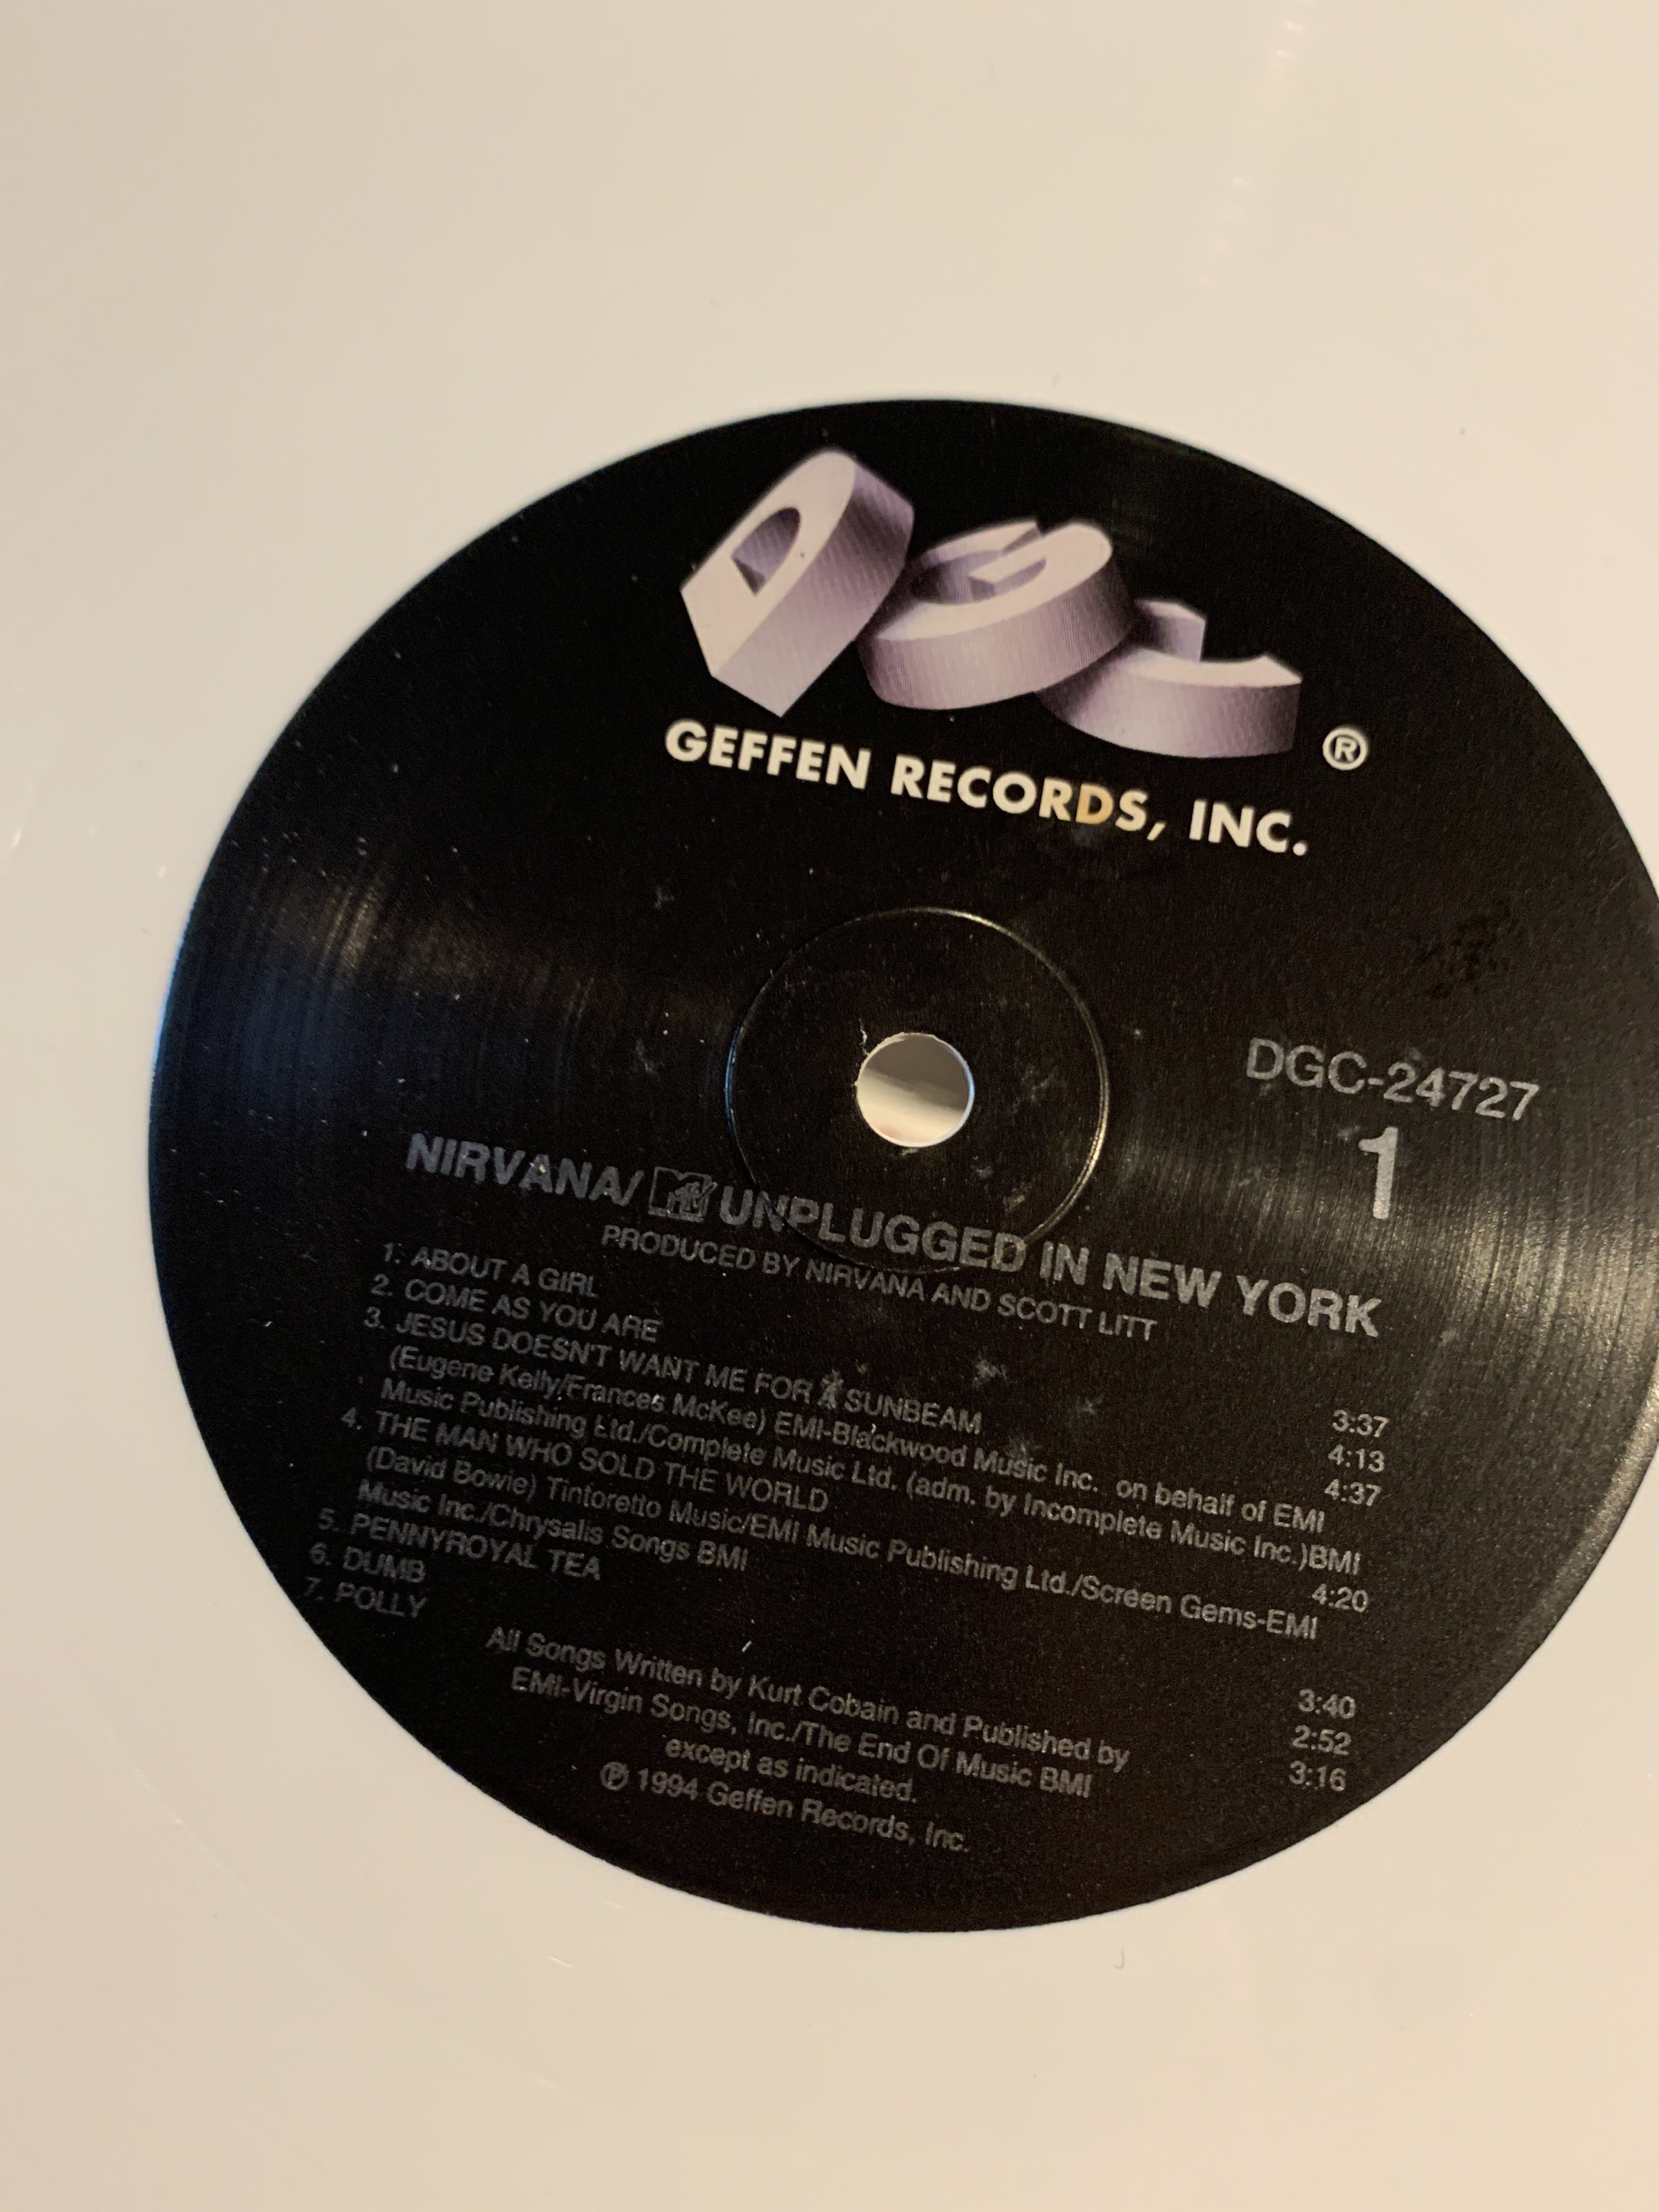 DGC ®
GEFFEN RECORDS, INC.
DGC-24727
1
NIRVANA/ MTV UNPLUGGED IN NEW YORK
PRODUCED BY NIRVANA AND SCOTT LITT
1. ABOUT A GIRL 3:37
2. COME AS YOU ARE 4:13
3. JESUS DOESN'T WANT ME FOR A SUNBEAM 4:37
(Eugene Kelly/Frances McKee) EMI-Blackwood Music Inc. on behalf of EMI
Music Publishing Ltd./Complete Music Ltd. (adm. by Incomplete Music Inc.)BMI
4. THE MAN WHO SOLD THE WORLD 4:20
(David Bowie) Tintoretto Music/EMI Music Publishing Ltd./Screen Gems-EMI
Music Inc./Chrysalis Songs BMI
5. PENNYROYAL TEA 3:40
6. DUMB 2:52
7. POLLY 3:16
All Songs Written by Kurt Cobain and Published by
EMI-Virgin Songs, Inc./The End Of Music BMI
except as indicated.
℗ 1994 Geffen Records, Inc.